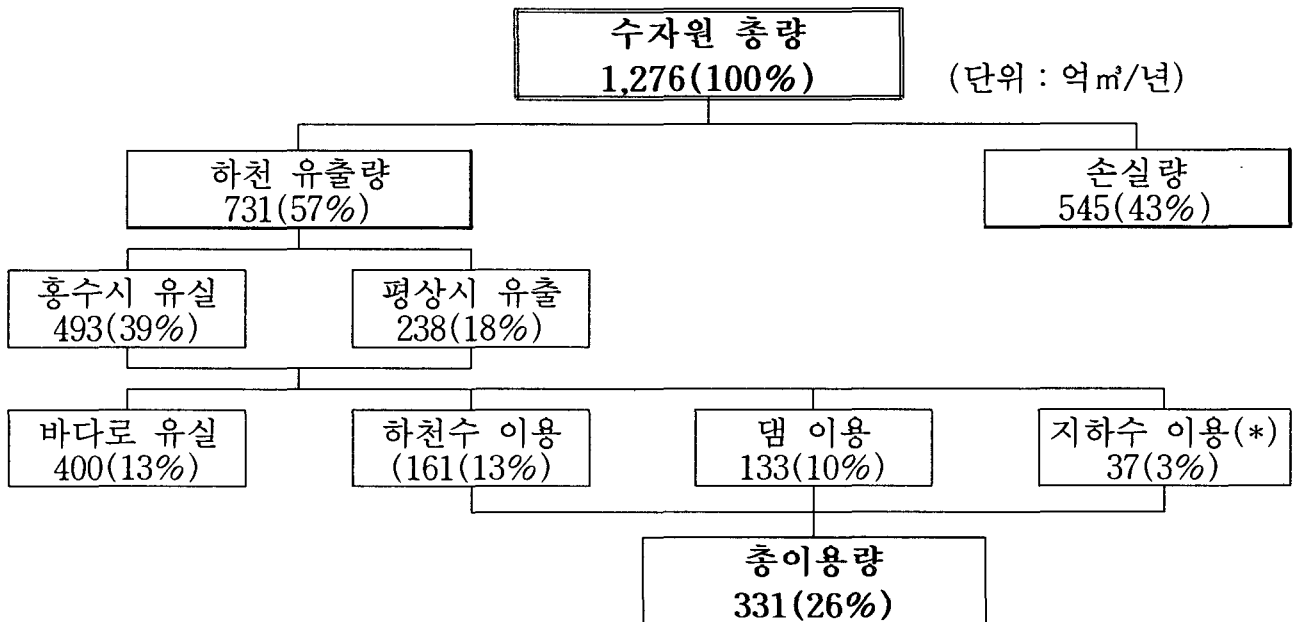 수자원 총량
1,276(100%)
(단위 : 억㎥/년)
하천 유출량
731(57%)
손실량
545(43%)
홍수시 유실
493(39%)
평상시 유출
238(18%)
바다로 유실
400(13%)
하천수 이용
(161(13%)
댐 이용
133(10%)
지하수 이용(*)
37(3%)
총이용량
331(26%)